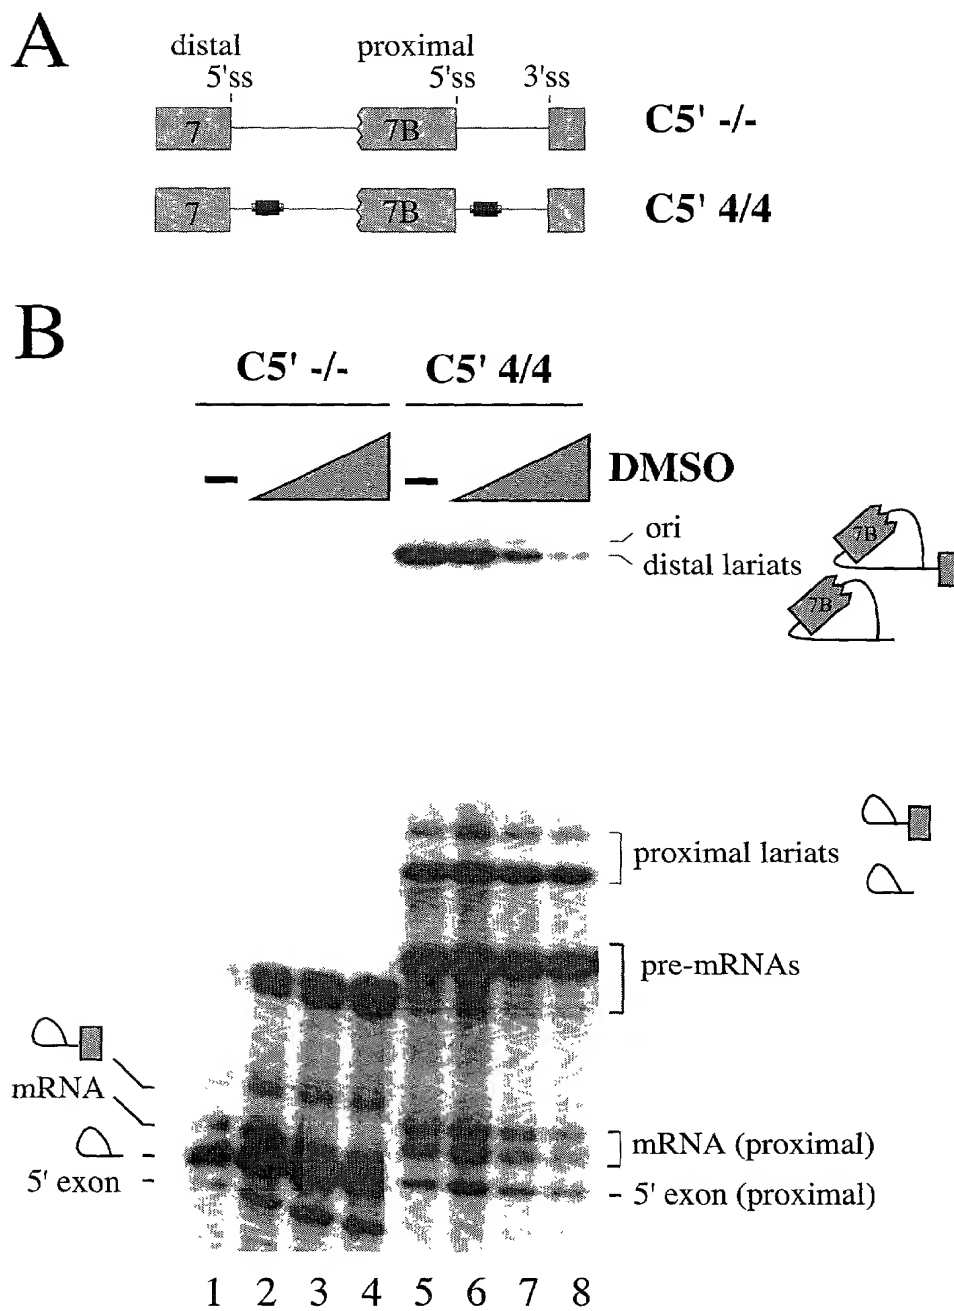 A
distal
proximal
5'ss
5'ss
3'ss
7
7B
C5' -/-
7
7B
C5' 4/4
B
C5' -/-
C5' 4/4
DMSO
ori
7B
distal lariats
7B
proximal lariats
pre-mRNAs
mRNA
mRNA (proximal)
5' exon
5' exon (proximal)
1 2 3 4 5 6 7 8